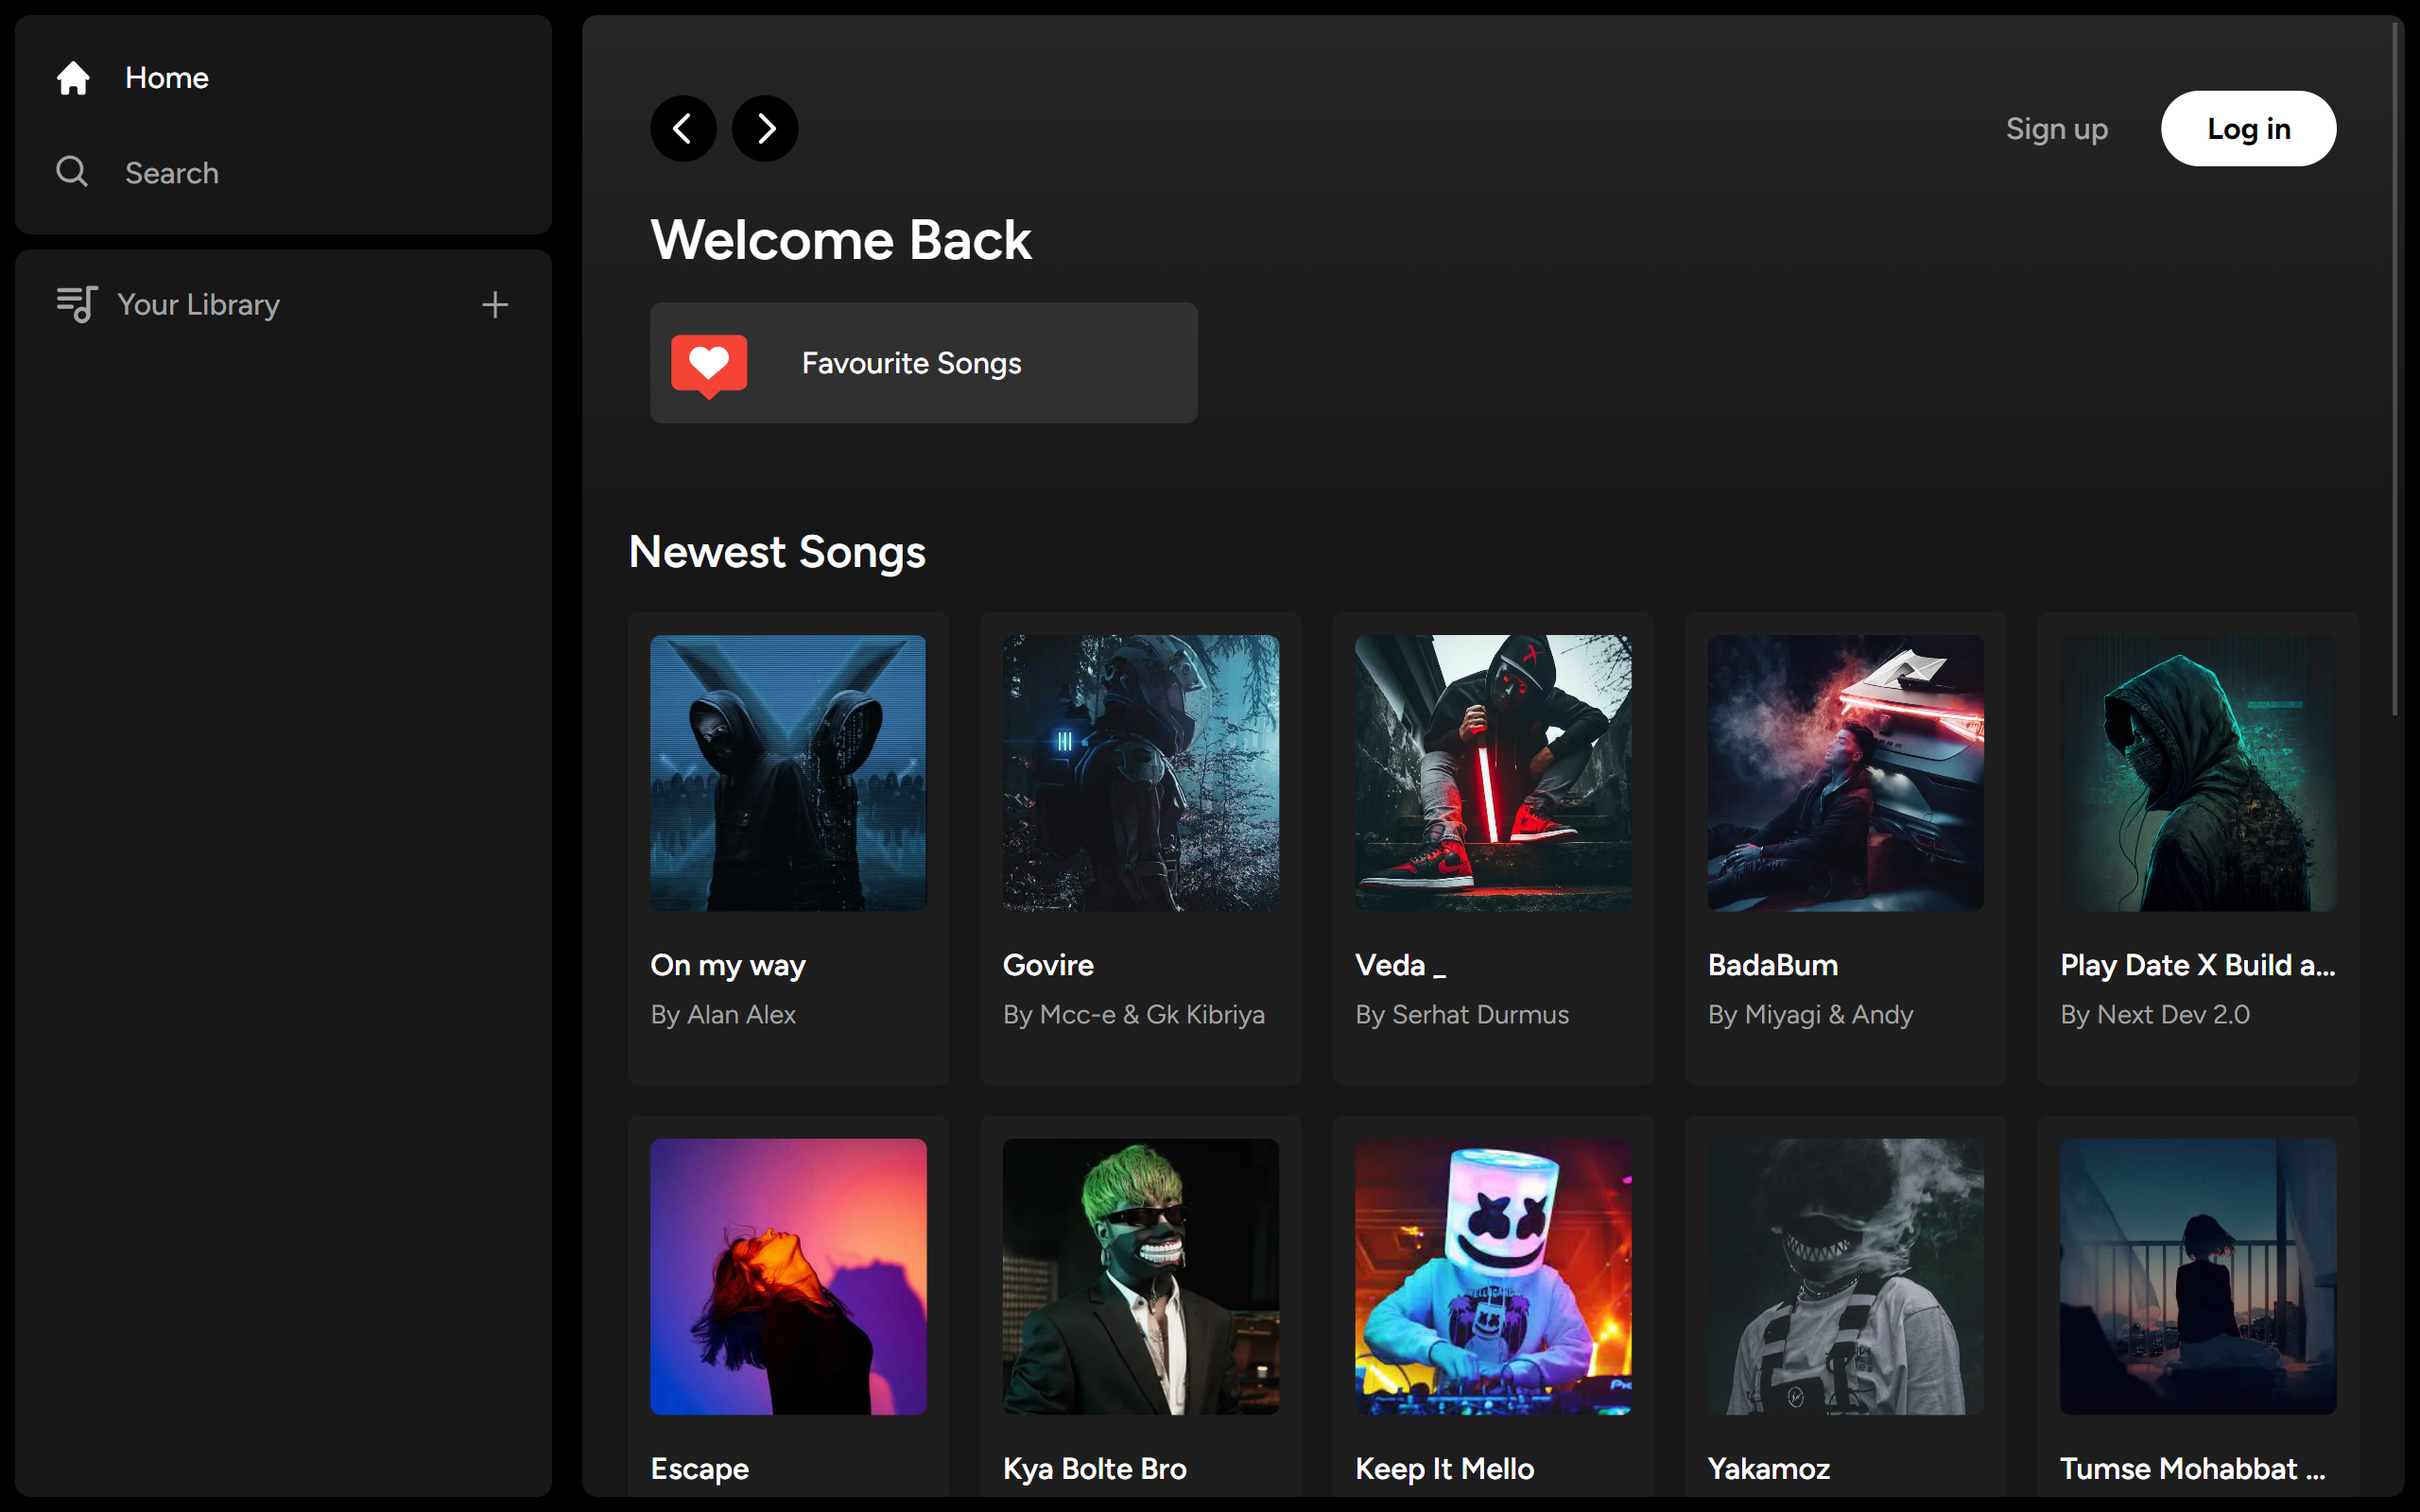 Home
Search
Your Library
Sign up
Log in
Welcome Back
Favourite Songs
Newest Songs
On my way
By Alan Alex
Govire
By Mcc-e & Gk Kibriya
Veda _
By Serhat Durmus
BadaBum
By Miyagi & Andy
Play Date X Build a...
By Next Dev 2.0
Escape
Kya Bolte Bro
Keep It Mello
Yakamoz
Tumse Mohabbat ...